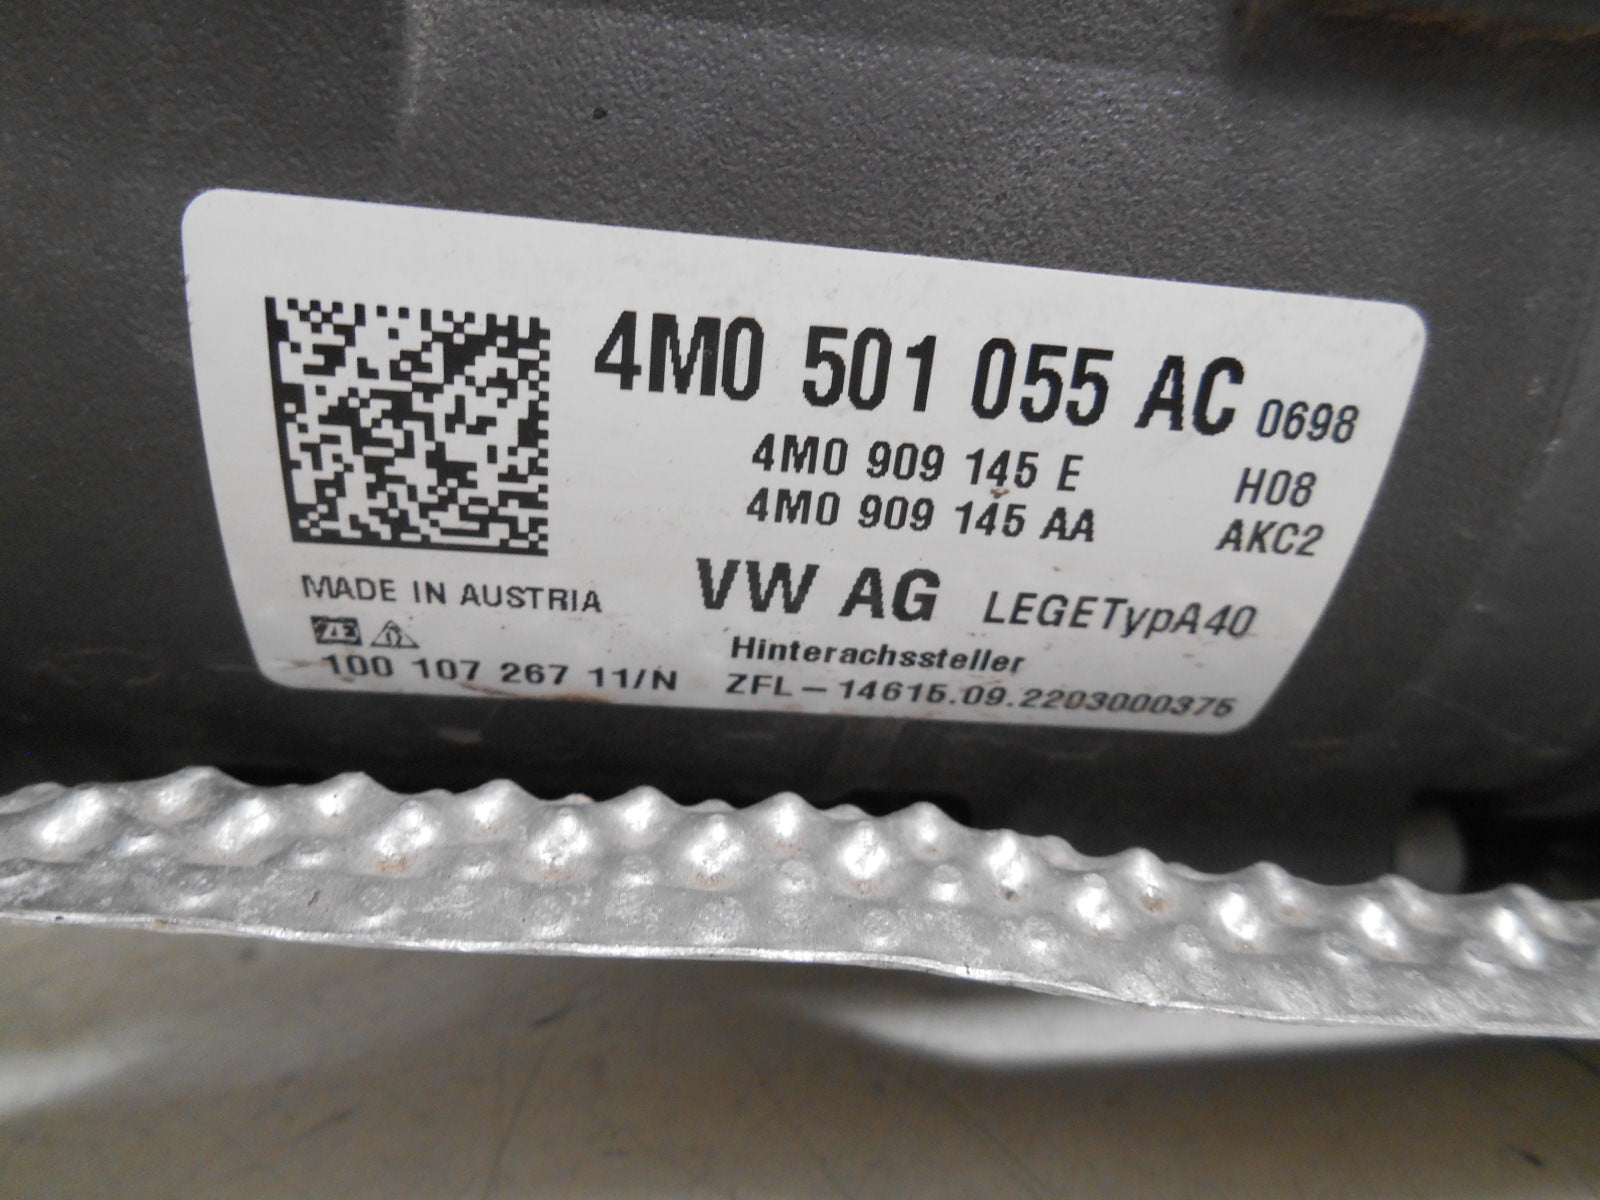 4M0 501 055 AC 0698
4M0 909 145 E H08
4M0 909 145 AA AKC2
MADE IN AUSTRIA VW AG LEGETypA40
ZF
Hinterachssteller
100 107 267 11/N ZFL-14615.09.2203000375